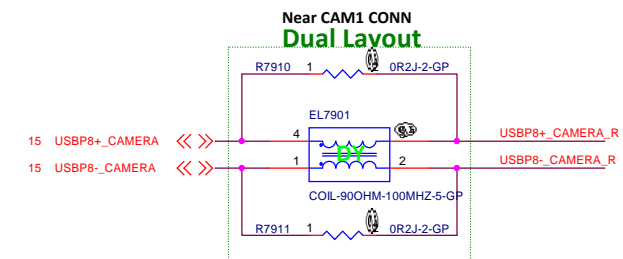 Near CAM1 CONN
Dual Layout
R7910 1 2 0R2J-2-GP
EL7901
15 USBP8+_CAMERA 4 USBP8+_CAMERA_R
DY
15 USBP8-_CAMERA 1 2 USBP8-_CAMERA_R
COIL-90OHM-100MHZ-5-GP
R7911 1 2 0R2J-2-GP